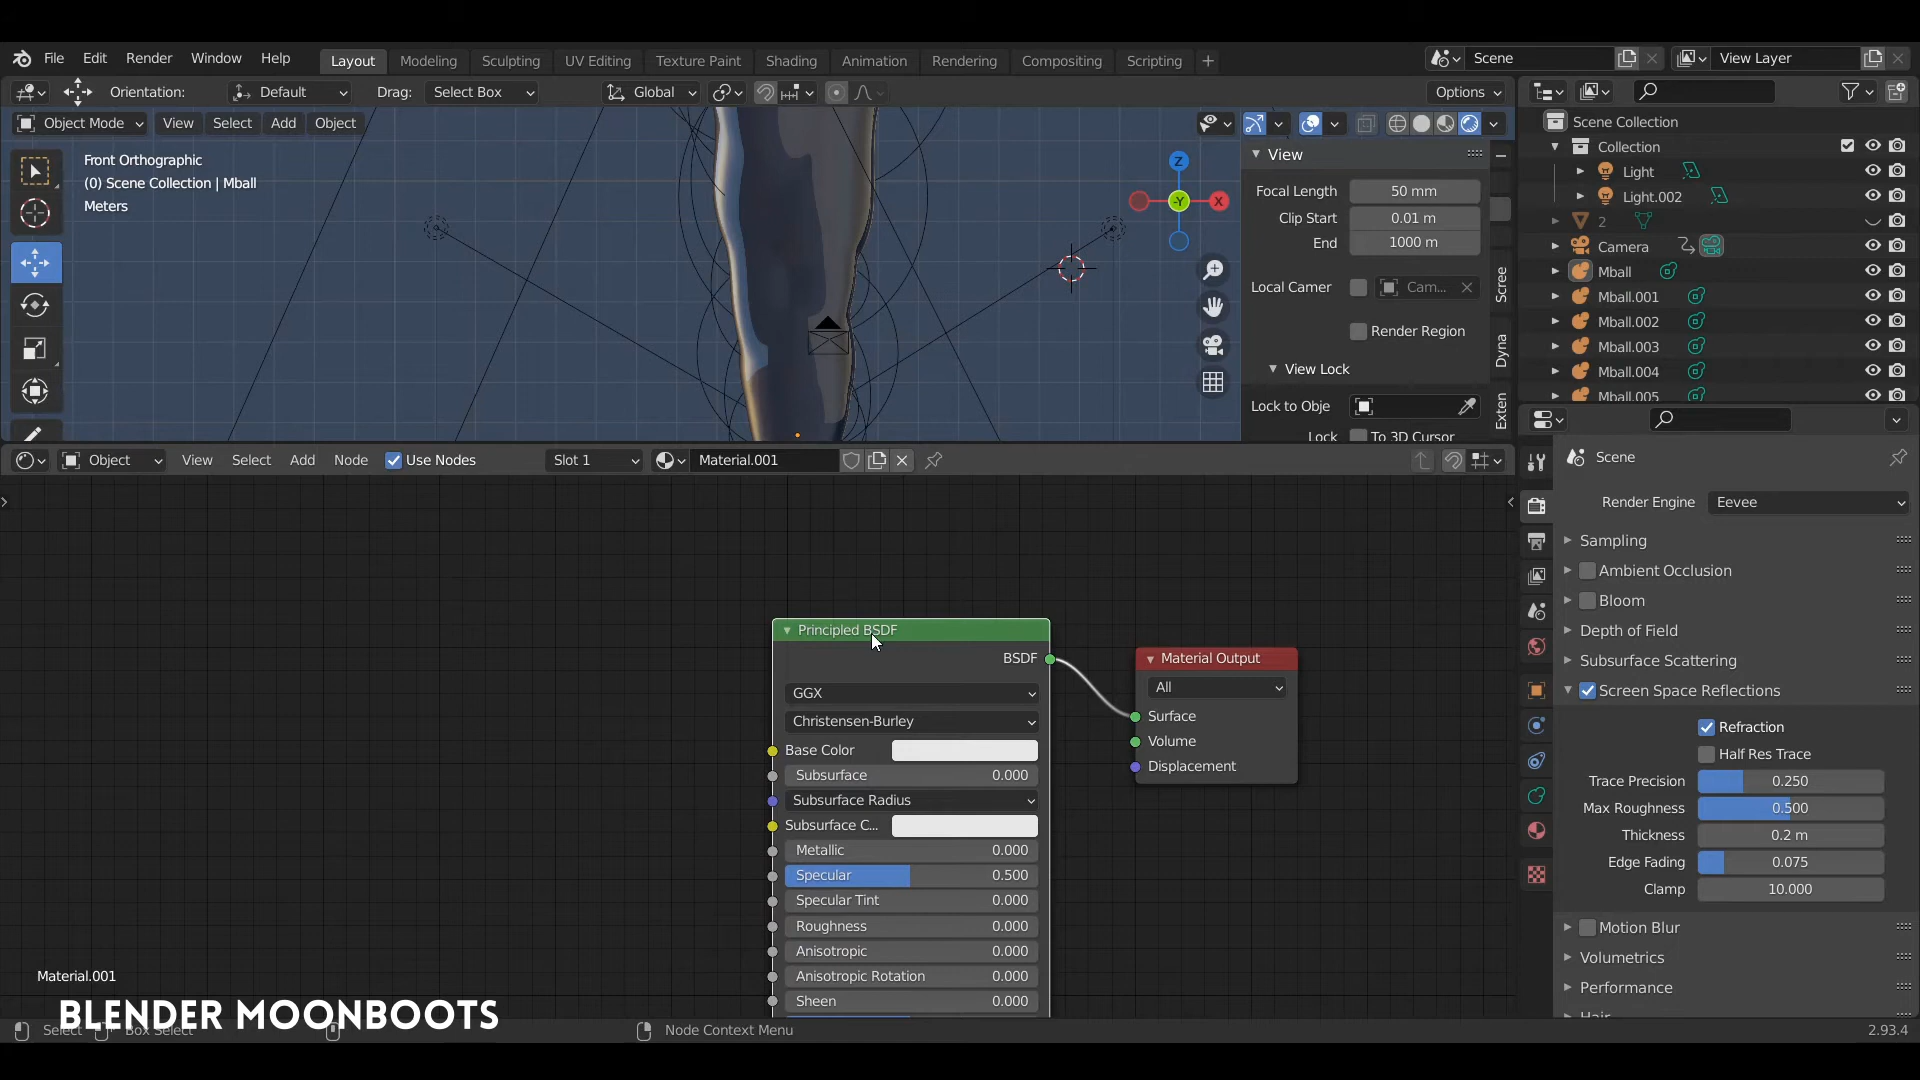 File Edit Render Window Help Layout Modeling Sculpting UV Editing Texture Paint Shading Animation Rendering Compositing Scripting + Scene View Layer
Orientation: Default Drag: Select Box Global Options
Object Mode View Select Add Object
Front Orthographic
(0) Scene Collection | Mball
Meters
Z
-Y
X
View
Focal Length 50 mm
Clip Start 0.01 m
End 1000 m
Local Camer Cam...
Render Region
View Lock
Lock to Obje
Lock To 3D Cursor
Scree
Dyna
Exten
Scene Collection
Collection
Light
Light.002
2
Camera
Mball
Mball.001
Mball.002
Mball.003
Mball.004
Mball.005
Object View Select Add Node Use Nodes Slot 1 Material.001
Principled BSDF
BSDF
GGX
Christensen-Burley
Base Color
Subsurface 0.000
Subsurface Radius
Subsurface C...
Metallic 0.000
Specular 0.500
Specular Tint 0.000
Roughness 0.000
Anisotropic 0.000
Anisotropic Rotation 0.000
Sheen 0.000
Material Output
All
Surface
Volume
Displacement
Scene
Render Engine Eevee
Sampling
Ambient Occlusion
Bloom
Depth of Field
Subsurface Scattering
Screen Space Reflections
Refraction
Half Res Trace
Trace Precision 0.250
Max Roughness 0.500
Thickness 0.2 m
Edge Fading 0.075
Clamp 10.000
Motion Blur
Volumetrics
Performance
Hair
Material.001
BLENDER MOONBOOTS
Select Box Select Node Context Menu 2.93.4